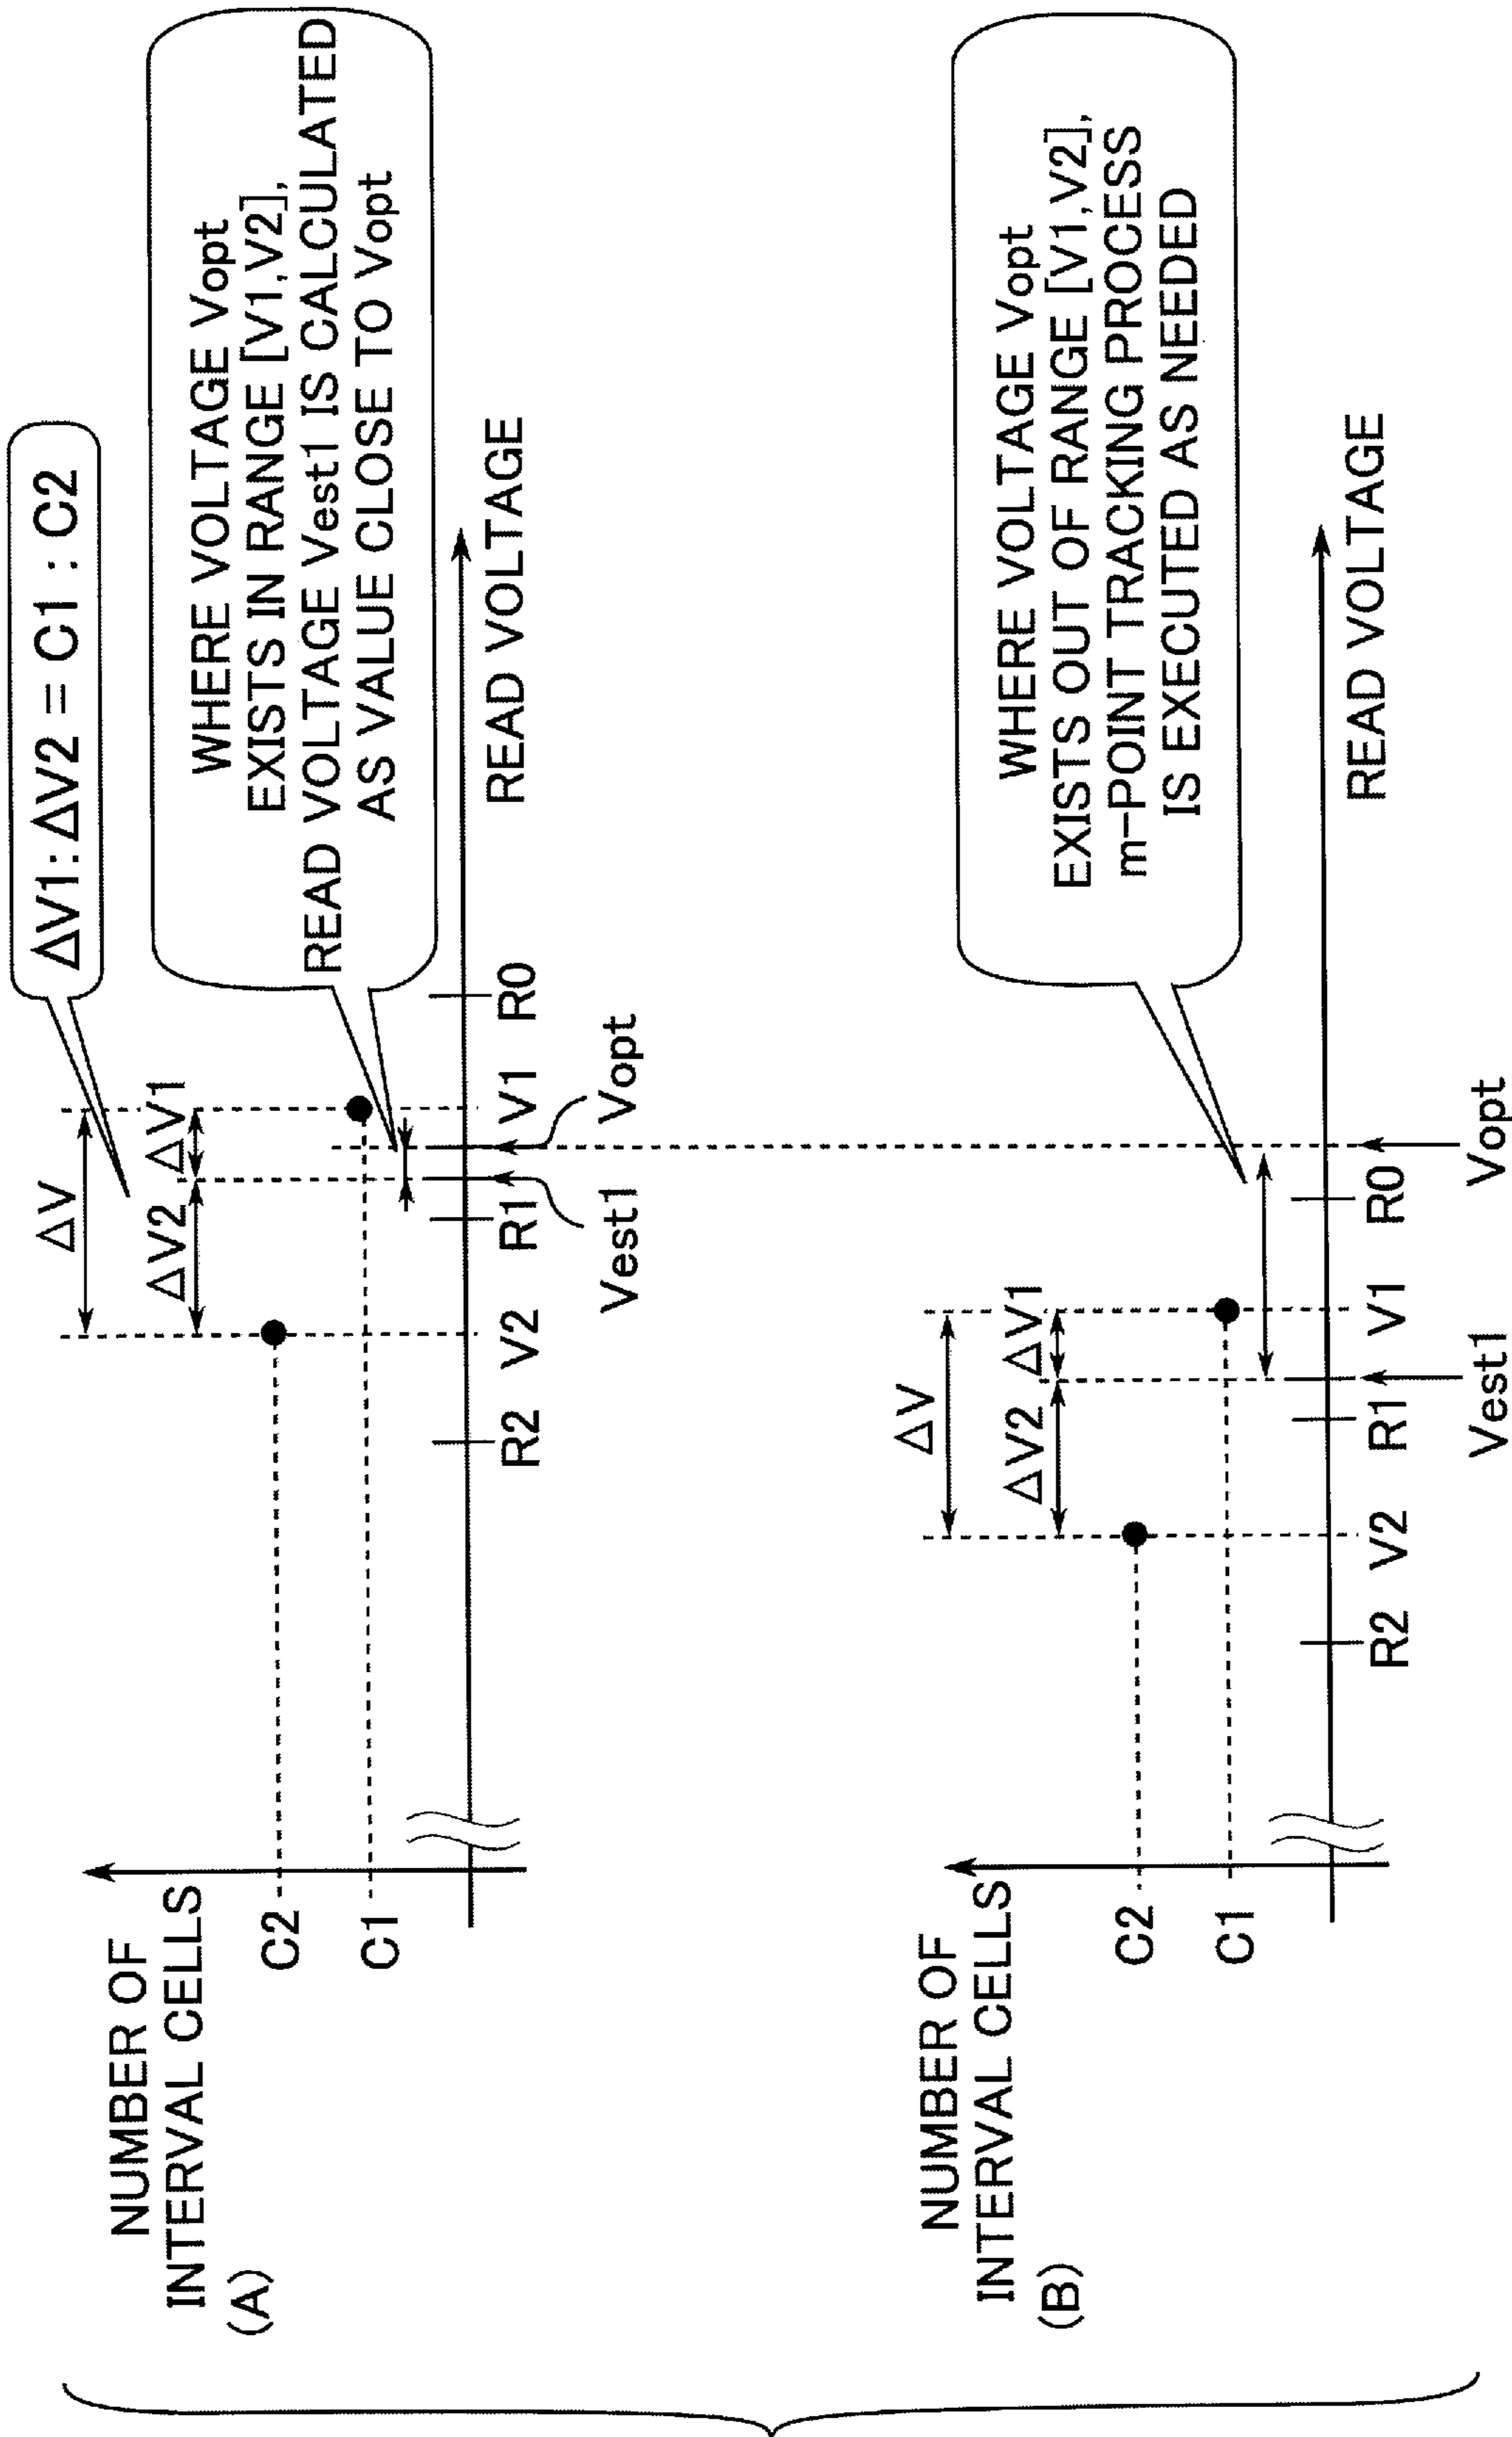 ΔV1:ΔV2 = C1 : C2
WHERE VOLTAGE Vopt
EXISTS IN RANGE [V1,V2],
READ VOLTAGE Vest1 IS CALCULATED
AS VALUE CLOSE TO Vopt
ΔV
ΔV2
ΔV1
NUMBER OF
INTERVAL CELLS
(A)
C2
C1
R2
V2
R1
V1
R0
READ VOLTAGE
Vest1
Vopt
WHERE VOLTAGE Vopt
EXISTS OUT OF RANGE [V1,V2],
m-POINT TRACKING PROCESS
IS EXECUTED AS NEEDED
ΔV
ΔV2
ΔV1
NUMBER OF
INTERVAL CELLS
(B)
C2
C1
R2
V2
R1
V1
R0
READ VOLTAGE
Vest1
Vopt